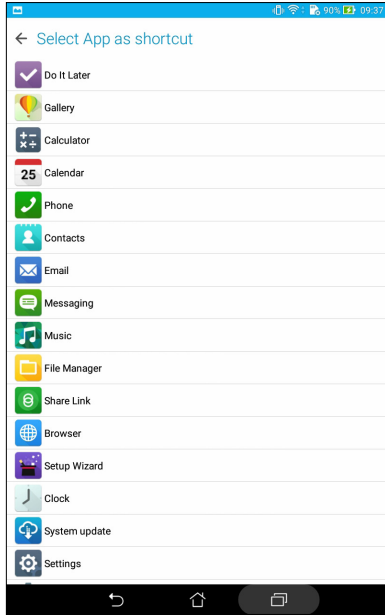 90% 09:37
Select App as shortcut
Do It Later
Gallery
Calculator
25 Calendar
Phone
Contacts
Email
Messaging
Music
File Manager
Share Link
Browser
Setup Wizard
Clock
System update
Settings